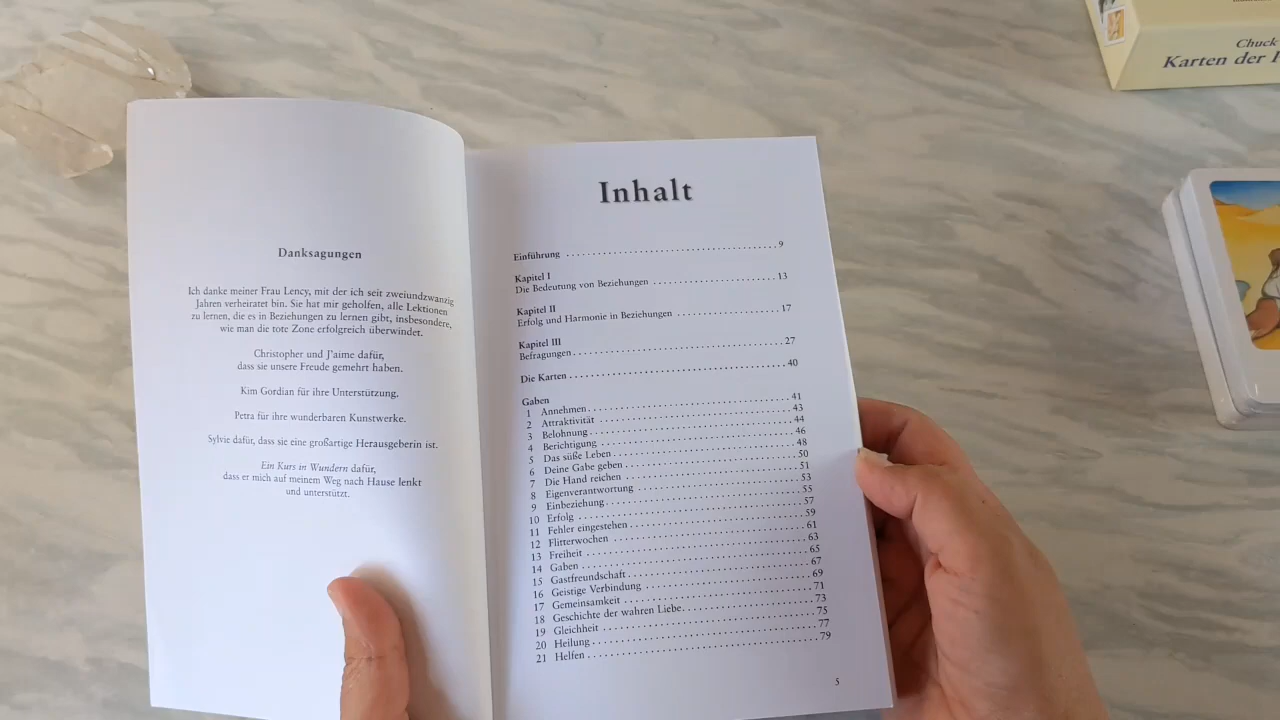 Chuck
Karten der
Danksagungen
Ich danke meiner Frau Lency, mit der ich seit zweiundzwanzig
Jahren verheiratet bin. Sie hat mir geholfen, alle Lektionen
zu lernen, die es in Beziehungen zu lernen gibt, insbesondere,
wie man die tote Zone erfolgreich überwindet.
Christopher und J'aime dafür,
dass sie unsere Freude gemehrt haben.
Kim Gordian für ihre Unterstützung.
Petra für ihre wunderbaren Kunstwerke.
Sylvie dafür, dass sie eine großartige Herausgeberin ist.
Ein Kurs in Wundern dafür,
dass er mich auf meinem Weg nach Hause lenkt
und unterstützt.
Inhalt
Einführung . . . . . . . . . . . . . . . . . . . . 9
Kapitel I
Die Bedeutung von Beziehungen . . . . . . . . . . 13
Kapitel II
Erfolg und Harmonie in Beziehungen . . . . . . . . 17
Kapitel III
Befragungen . . . . . . . . . . . . . . . . . . . . 27
Die Karten . . . . . . . . . . . . . . . . . . . . 40
Gaben
1 Annehmen . . . . . . . . . . . . . . . . . . . . 41
2 Attraktivität . . . . . . . . . . . . . . . . . . . . 43
3 Belohnung . . . . . . . . . . . . . . . . . . . . 44
4 Berichtigung . . . . . . . . . . . . . . . . . . . . 46
5 Das süße Leben . . . . . . . . . . . . . . . . . . . . 48
6 Deine Gabe geben . . . . . . . . . . . . . . . . . . . . 50
7 Die Hand reichen . . . . . . . . . . . . . . . . . . . . 51
8 Eigenverantwortung . . . . . . . . . . . . . . . . . . . . 53
9 Einbeziehung . . . . . . . . . . . . . . . . . . . . 55
10 Erfolg . . . . . . . . . . . . . . . . . . . . 57
11 Fehler eingestehen . . . . . . . . . . . . . . . . . . . . 59
12 Flitterwochen . . . . . . . . . . . . . . . . . . . . 61
13 Freiheit . . . . . . . . . . . . . . . . . . . . 63
14 Gaben . . . . . . . . . . . . . . . . . . . . 65
15 Gastfreundschaft . . . . . . . . . . . . . . . . . . . . 67
16 Geistige Verbindung . . . . . . . . . . . . . . . . . . . . 69
17 Gemeinsamkeit . . . . . . . . . . . . . . . . . . . . 71
18 Geschichte der wahren Liebe . . . . . . . . . . . . . . . . . . . . 73
19 Gleichheit . . . . . . . . . . . . . . . . . . . . 75
20 Heilung . . . . . . . . . . . . . . . . . . . . 77
21 Helfen . . . . . . . . . . . . . . . . . . . . 79
5